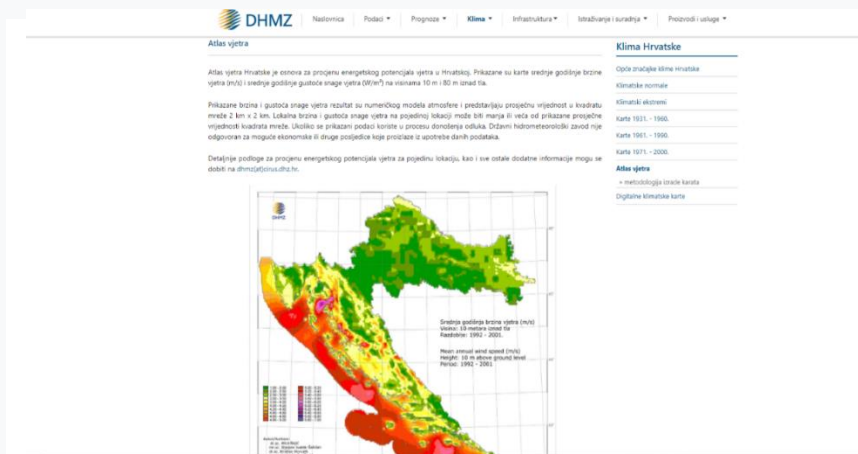 DHMZ
Naslovnica Podaci Prognoze Klima Infrastruktura Istraživanje i suradnja Proizvodi i usluge
Atlas vjetra
Atlas vjetra Hrvatske je osnova za procjenu energetskog potencijala vjetra u Hrvatskoj. Prikazane su karte srednje godišnje brzine
vjetra (m/s) i srednje godišnje gustoće snage vjetra (W/m²) na visinama 10 m i 80 m iznad tla.
Prikazane brzina i gustoća snage vjetra rezultat su numeričkog modela atmosfere i predstavljaju prosječnu vrijednost u kvadratu
mreže 2 km x 2 km. Lokalna brzina i gustoća snage vjetra na pojedinoj lokaciji može biti manja ili veća od prikazane prosječne
vrijednosti kvadrata mreže. Ukoliko se prikazani podaci koriste u procesu donošenja odluka, Državni hidrometeorološki zavod nije
odgovoran za moguće ekonomske ili druge posljedice koje proizlaze iz upotrebe danih podataka.
Detaljnije podloge za procjenu energetskog potencijala vjetra za pojedinu lokaciju, kao i sve ostale dodatne informacije mogu se
dobiti na dhmz(at)cirus.dhz.hr.
Klima Hrvatske
Opće značajke klime Hrvatske
Klimatske normale
Klimatski ekstremi
Karte 1931. - 1960.
Karte 1961. - 1990.
Karte 1971. - 2000.
Atlas vjetra
» metodologija izrade karata
Digitalne klimatske karte
DHMZ
Srednja godišnja brzina vjetra (m/s)
Visina: 10 metara iznad tla
Razdoblje: 1992 - 2001.
Mean annual wind speed (m/s)
Height: 10 m above ground level
Period: 1992 - 2001